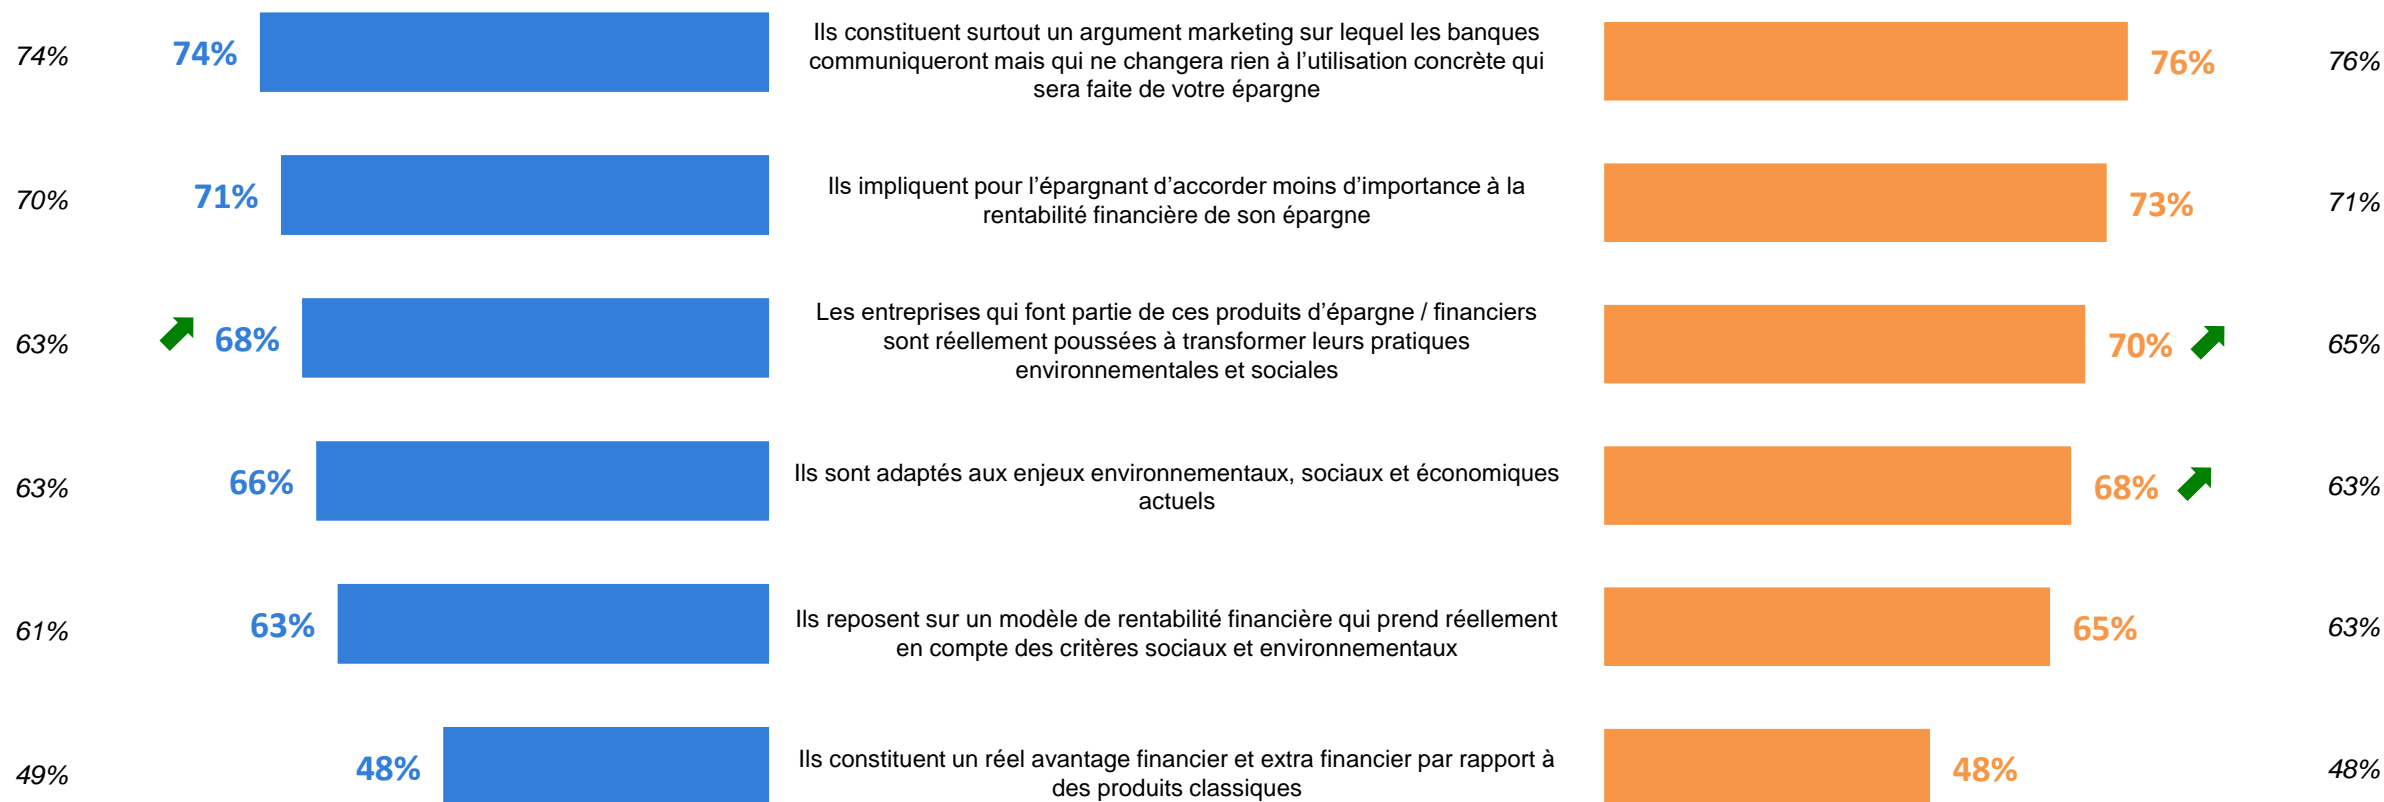 74%
74%
Ils constituent surtout un argument marketing sur lequel les banques
communiqueront mais qui ne changera rien à l’utilisation concrète qui
sera faite de votre épargne
76%
76%
70%
71%
Ils impliquent pour l’épargnant d’accorder moins d’importance à la
rentabilité financière de son épargne
73%
71%
63%
68%
Les entreprises qui font partie de ces produits d’épargne / financiers
sont réellement poussées à transformer leurs pratiques
environnementales et sociales
70%
65%
63%
66%
Ils sont adaptés aux enjeux environnementaux, sociaux et économiques
actuels
68%
63%
61%
63%
Ils reposent sur un modèle de rentabilité financière qui prend réellement
en compte des critères sociaux et environnementaux
65%
63%
49%
48%
Ils constituent un réel avantage financier et extra financier par rapport à
des produits classiques
48%
48%